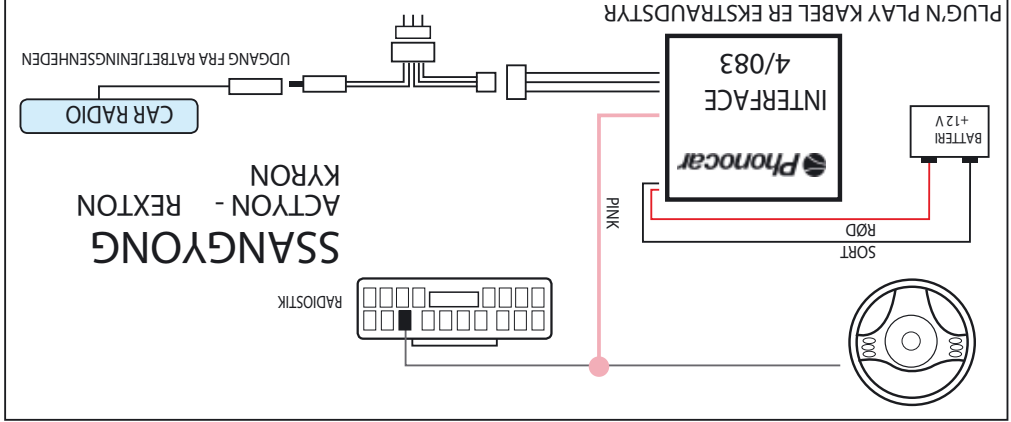 RADIOSTIK
SSANGYONG
ACTYON - REXTON
KYRON
SORT
RØD
PINK
BATTERI
+12 V
Phonocar
INTERFACE
4/083
CAR RADIO
UDGANG FRA RATBETJENINGSENHEDEN
PLUG'N PLAY KABEL ER EKSTRAUDSTYR